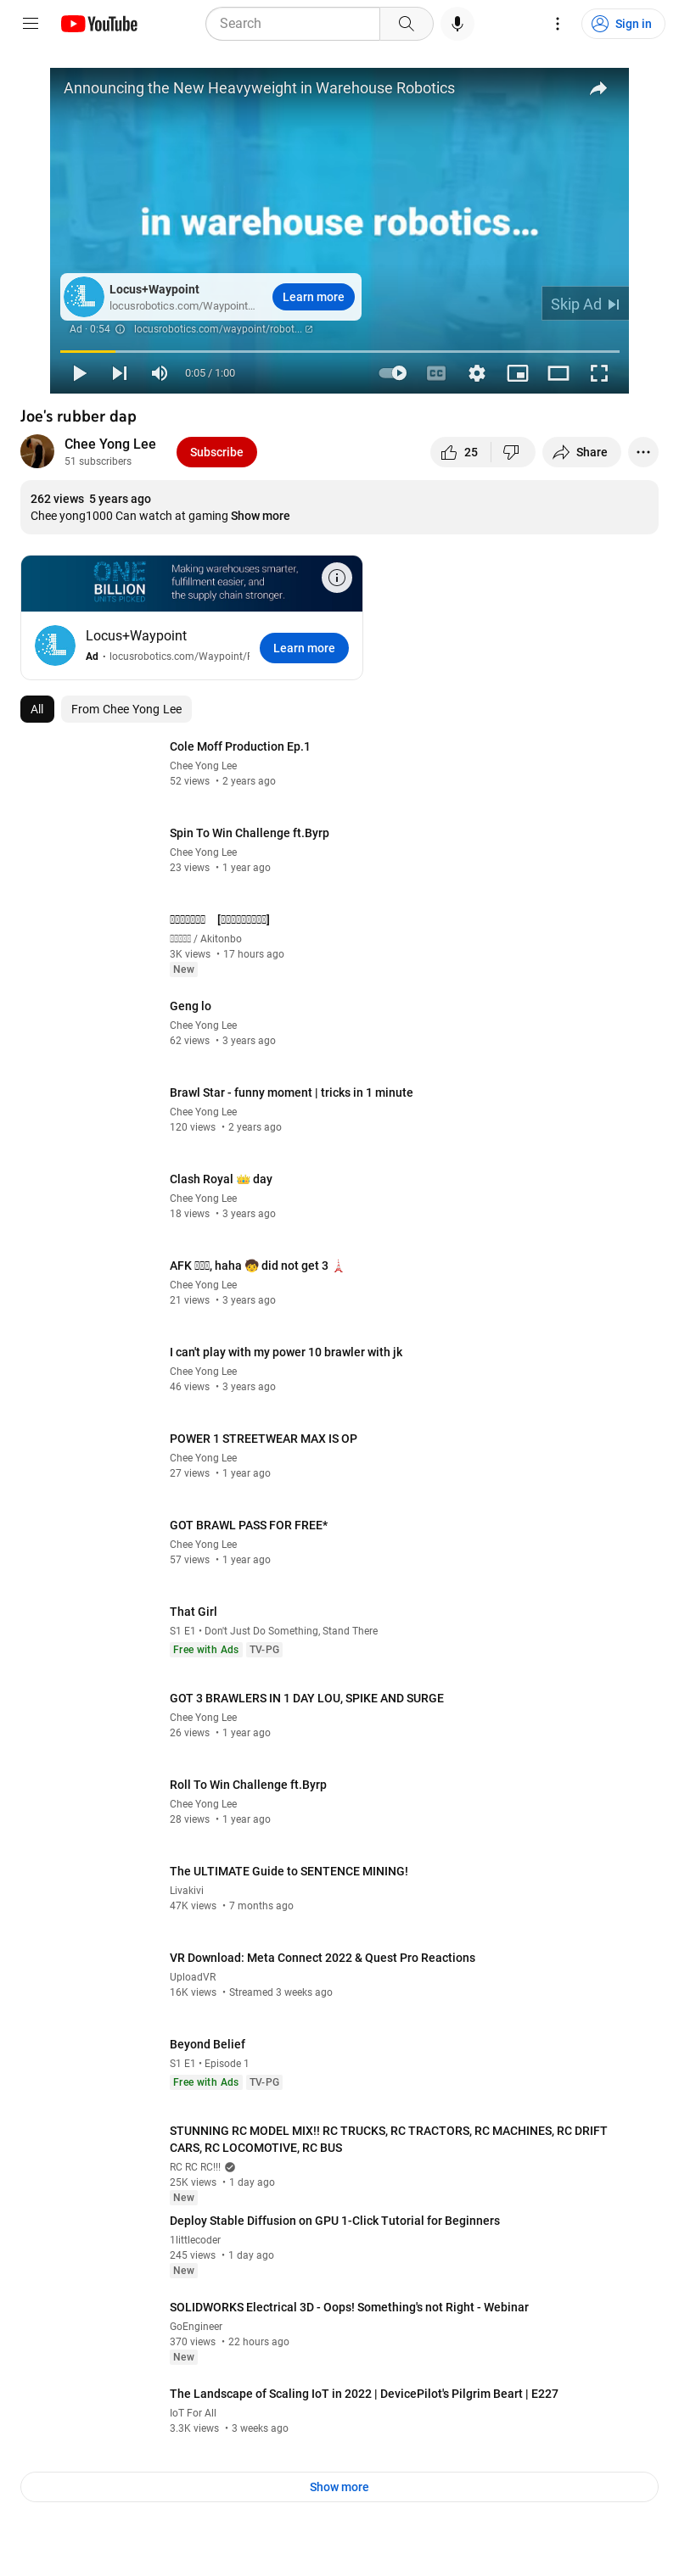 YouTube
Search
Sign in
Announcing the New Heavyweight in Warehouse Robotics
in warehouse robotics...
Locus+Waypoint
locusrobotics.com/Waypoint...
Learn more
Skip Ad
Ad · 0:54 locusrobotics.com/waypoint/robot...
0:05 / 1:00
CC
Joe's rubber dap
Chee Yong Lee
51 subscribers
Subscribe
25
Share
262 views 5 years ago
Chee yong1000 Can watch at gaming Show more
ONE
BILLION
UNITS PICKED
Making warehouses smarter,
fulfillment easier, and
the supply chain stronger.
Locus+Waypoint
Ad · locusrobotics.com/Waypoint/
Learn more
All
From Chee Yong Lee
Cole Moff Production Ep.1
Chee Yong Lee
52 views • 2 years ago
Spin To Win Challenge ft.Byrp
Chee Yong Lee
23 views • 1 year ago
/ Akitonbo
3K views • 17 hours ago
New
Geng lo
Chee Yong Lee
62 views • 3 years ago
Brawl Star - funny moment | tricks in 1 minute
Chee Yong Lee
120 views • 2 years ago
Clash Royal 👑 day
Chee Yong Lee
18 views • 3 years ago
AFK , haha 🧒 did not get 3 🗼
Chee Yong Lee
21 views • 3 years ago
I can't play with my power 10 brawler with jk
Chee Yong Lee
46 views • 3 years ago
POWER 1 STREETWEAR MAX IS OP
Chee Yong Lee
27 views • 1 year ago
GOT BRAWL PASS FOR FREE*
Chee Yong Lee
57 views • 1 year ago
That Girl
S1 E1 • Don't Just Do Something, Stand There
Free with Ads TV-PG
GOT 3 BRAWLERS IN 1 DAY LOU, SPIKE AND SURGE
Chee Yong Lee
26 views • 1 year ago
Roll To Win Challenge ft.Byrp
Chee Yong Lee
28 views • 1 year ago
The ULTIMATE Guide to SENTENCE MINING!
Livakivi
47K views • 7 months ago
VR Download: Meta Connect 2022 & Quest Pro Reactions
UploadVR
16K views • Streamed 3 weeks ago
Beyond Belief
S1 E1 • Episode 1
Free with Ads TV-PG
STUNNING RC MODEL MIX!! RC TRUCKS, RC TRACTORS, RC MACHINES, RC DRIFT
CARS, RC LOCOMOTIVE, RC BUS
RC RC RC!!!
25K views • 1 day ago
New
Deploy Stable Diffusion on GPU 1-Click Tutorial for Beginners
1littlecoder
245 views • 1 day ago
New
SOLIDWORKS Electrical 3D - Oops! Something's not Right - Webinar
GoEngineer
370 views • 22 hours ago
New
The Landscape of Scaling IoT in 2022 | DevicePilot's Pilgrim Beart | E227
IoT For All
3.3K views • 3 weeks ago
Show more